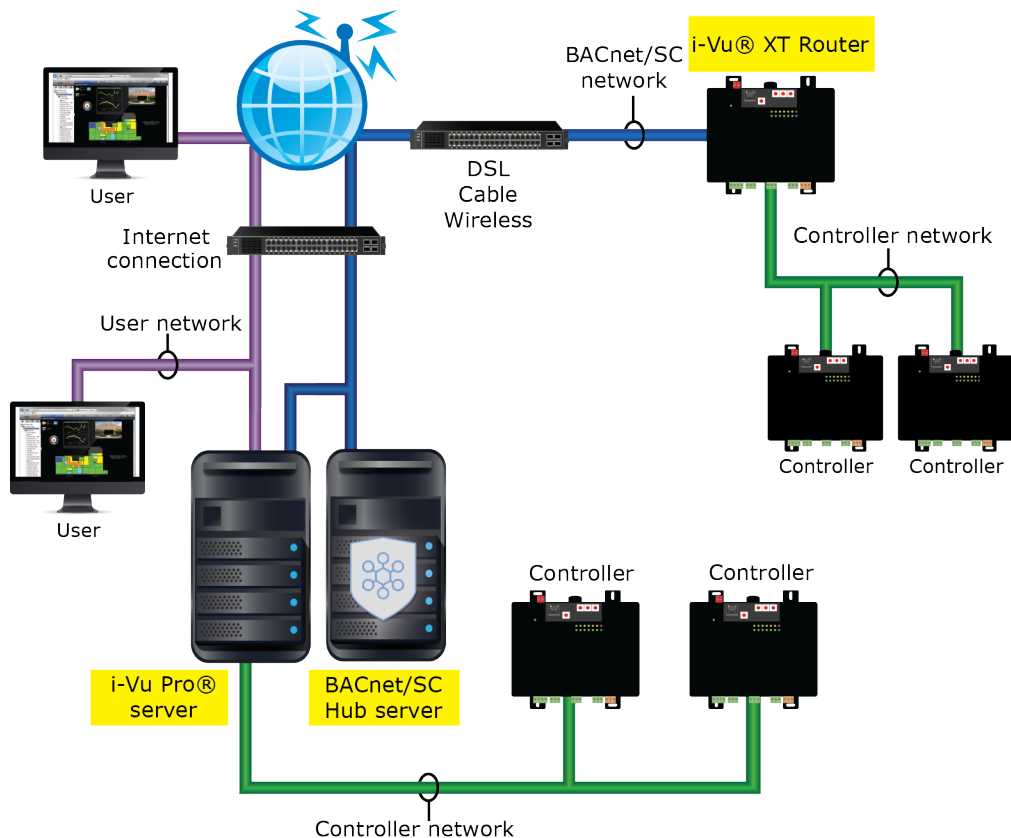 i-Vu® XT Router
BACnet/SC
network
User
DSL
Cable
Wireless
Internet
connection
Controller network
User network
Controller
Controller
User
Controller
Controller
i-Vu Pro®
server
BACnet/SC
Hub server
Controller network